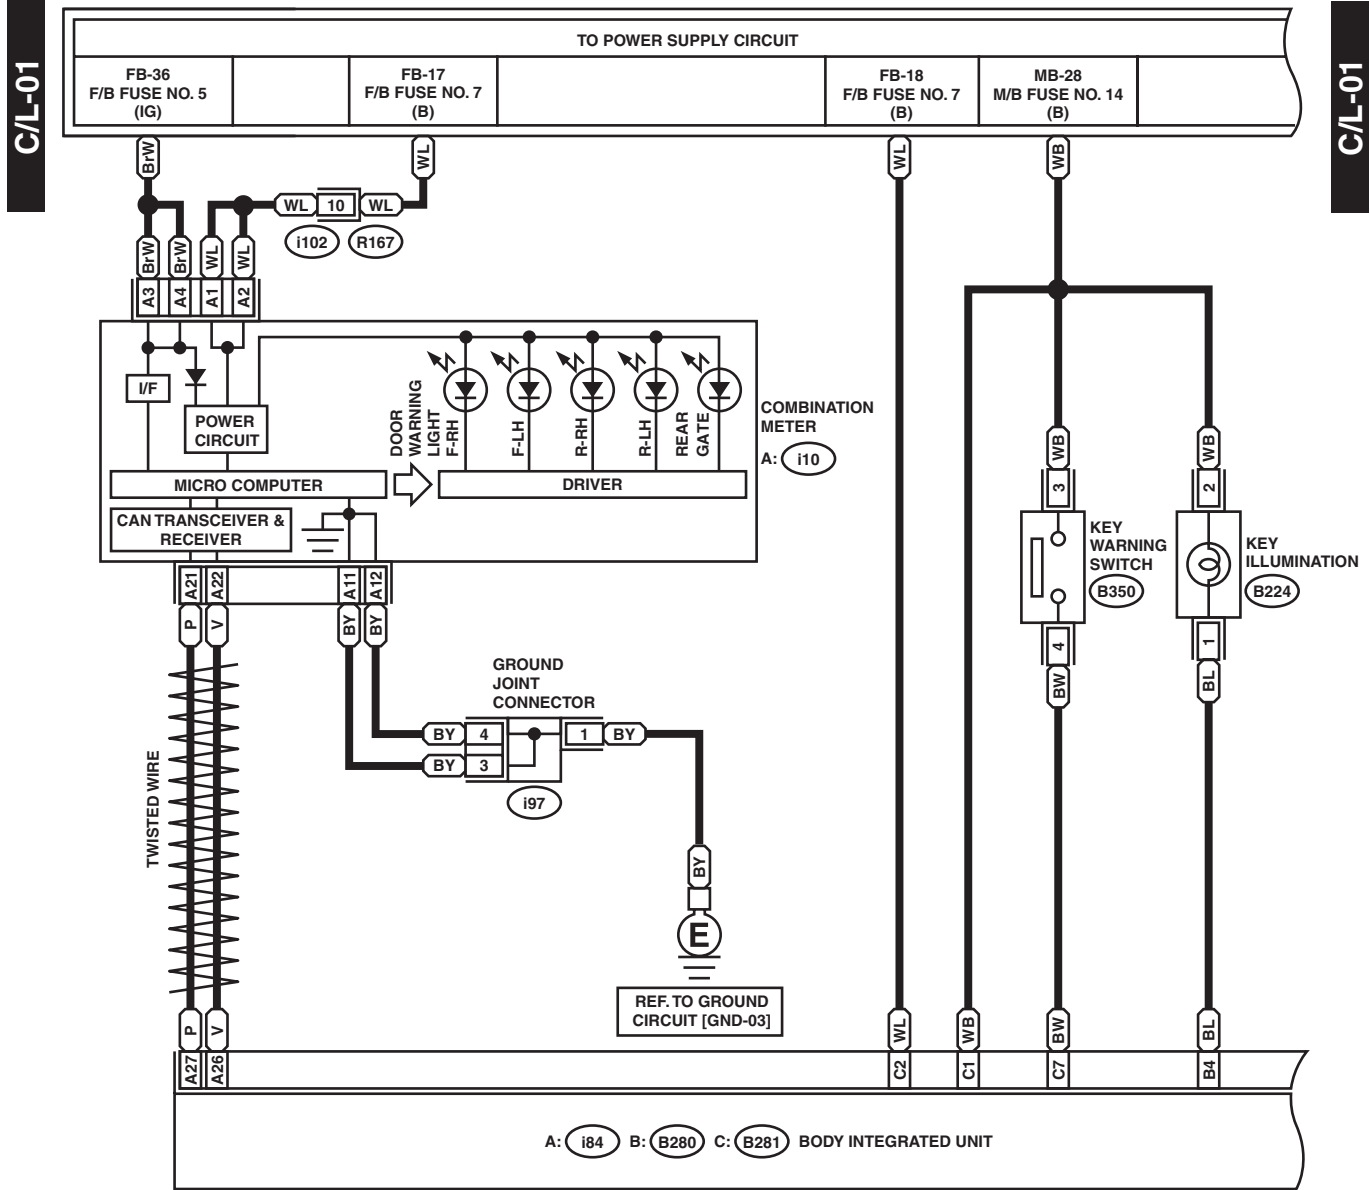 C/L-01
C/L-01
TO POWER SUPPLY CIRCUIT
FB-36
F/B FUSE NO. 5
(IG)
FB-17
F/B FUSE NO. 7
(B)
FB-18
F/B FUSE NO. 7
(B)
MB-28
M/B FUSE NO. 14
(B)
BrW
WL
WL
WB
WL
10
WL
i102
R167
BrW
BrW
WL
WL
A3
A4
A1
A2
I/F
POWER
CIRCUIT
DOOR
WARNING
LIGHT
F-RH
F-LH
R-RH
R-LH
REAR
GATE
COMBINATION
METER
A: i10
MICRO COMPUTER
DRIVER
CAN TRANSCEIVER &
RECEIVER
A21
A22
A11
A12
P
V
BY
BY
WB
WB
3
2
KEY
WARNING
SWITCH
B350
KEY
ILLUMINATION
B224
4
1
BW
BL
GROUND
JOINT
CONNECTOR
BY
4
1
BY
BY
3
i97
TWISTED WIRE
BY
E
REF. TO GROUND
CIRCUIT [GND-03]
P
V
WL
WB
BW
BL
A27
A26
C2
C1
C7
B4
A: i84 B: B280 C: B281 BODY INTEGRATED UNIT